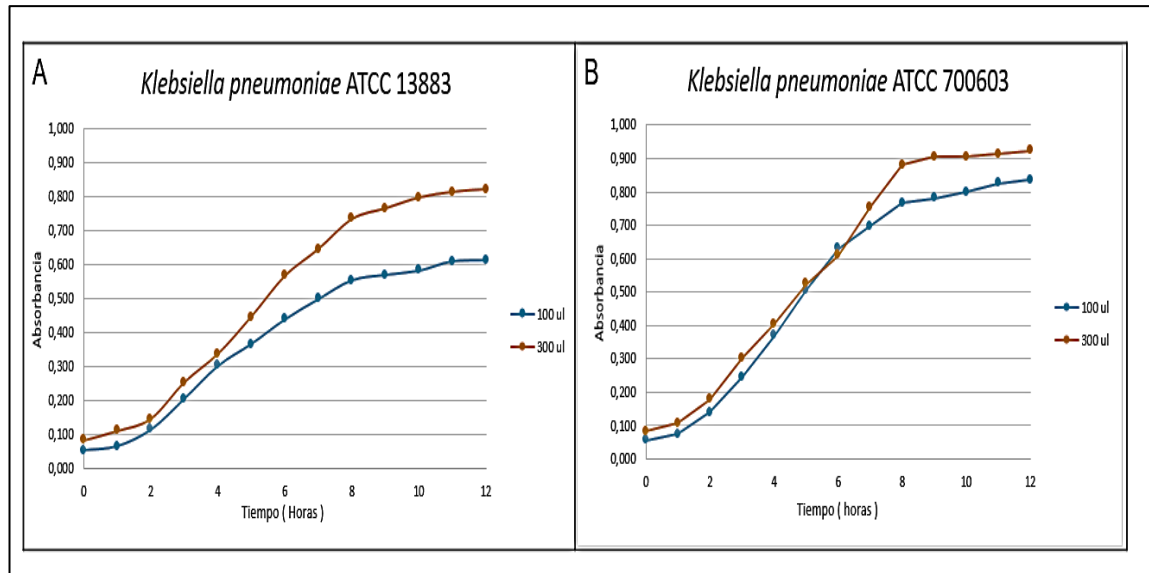 A
Klebsiella pneumoniae ATCC 13883
1,000
0,900
0,800
0,700
0,600
0,500
0,400
0,300
0,200
0,100
0,000
Absorbancia
0 2 4 6 8 10 12
Tiempo ( Horas )
100 ul
300 ul
B
Klebsiella pneumoniae ATCC 700603
1,000
0,900
0,800
0,700
0,600
0,500
0,400
0,300
0,200
0,100
0,000
Absorbancia
0 2 4 6 8 10 12
Tiempo ( horas )
100 ul
300 ul